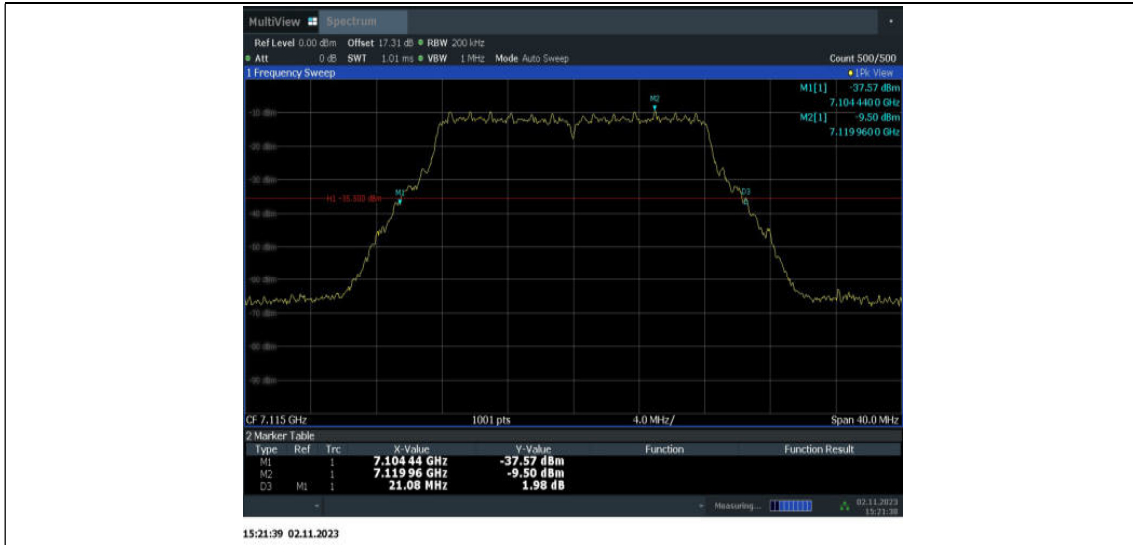 MultiView Spectrum
Ref Level 0.00 dBm Offset 17.31 dB RBW 200 kHz
Att 0 dB SWT 1.01 ms VBW 1 MHz Mode Auto Sweep Count 500/500
1 Frequency Sweep 1Pk View
M1[1] -37.57 dBm
7.104 440 0 GHz
M2[1] -9.50 dBm
7.119 960 0 GHz
M2
-10 dBm
-20 dBm
-30 dBm
M1 D3
H1 -35.500 dBm
-40 dBm
-50 dBm
-60 dBm
-70 dBm
-80 dBm
-90 dBm
CF 7.115 GHz 1001 pts 4.0 MHz/ Span 40.0 MHz
2 Marker Table
Type Ref Trc X-Value Y-Value Function Function Result
M1 1 7.104 44 GHz -37.57 dBm
M2 1 7.119 96 GHz -9.50 dBm
D3 M1 1 21.08 MHz 1.98 dB
Measuring... 02.11.2023
15:21:38
15:21:39 02.11.2023